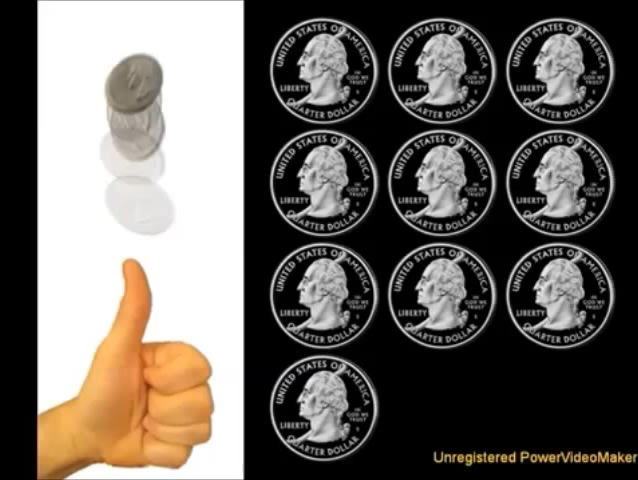 UNITED STATES OF AMERICA
LIBERTY
IN GOD WE TRUST
S
QUARTER DOLLAR
UNITED STATES OF AMERICA
LIBERTY
IN GOD WE TRUST
S
QUARTER DOLLAR
UNITED STATES OF AMERICA
LIBERTY
IN GOD WE TRUST
S
QUARTER DOLLAR
UNITED STATES OF AMERICA
LIBERTY
IN GOD WE TRUST
S
QUARTER DOLLAR
UNITED STATES OF AMERICA
LIBERTY
IN GOD WE TRUST
S
QUARTER DOLLAR
UNITED STATES OF AMERICA
LIBERTY
IN GOD WE TRUST
S
QUARTER DOLLAR
UNITED STATES OF AMERICA
LIBERTY
IN GOD WE TRUST
S
QUARTER DOLLAR
UNITED STATES OF AMERICA
LIBERTY
IN GOD WE TRUST
S
QUARTER DOLLAR
UNITED STATES OF AMERICA
LIBERTY
IN GOD WE TRUST
S
QUARTER DOLLAR
UNITED STATES OF AMERICA
LIBERTY
IN GOD WE TRUST
S
QUARTER DOLLAR
Unregistered PowerVideoMaker